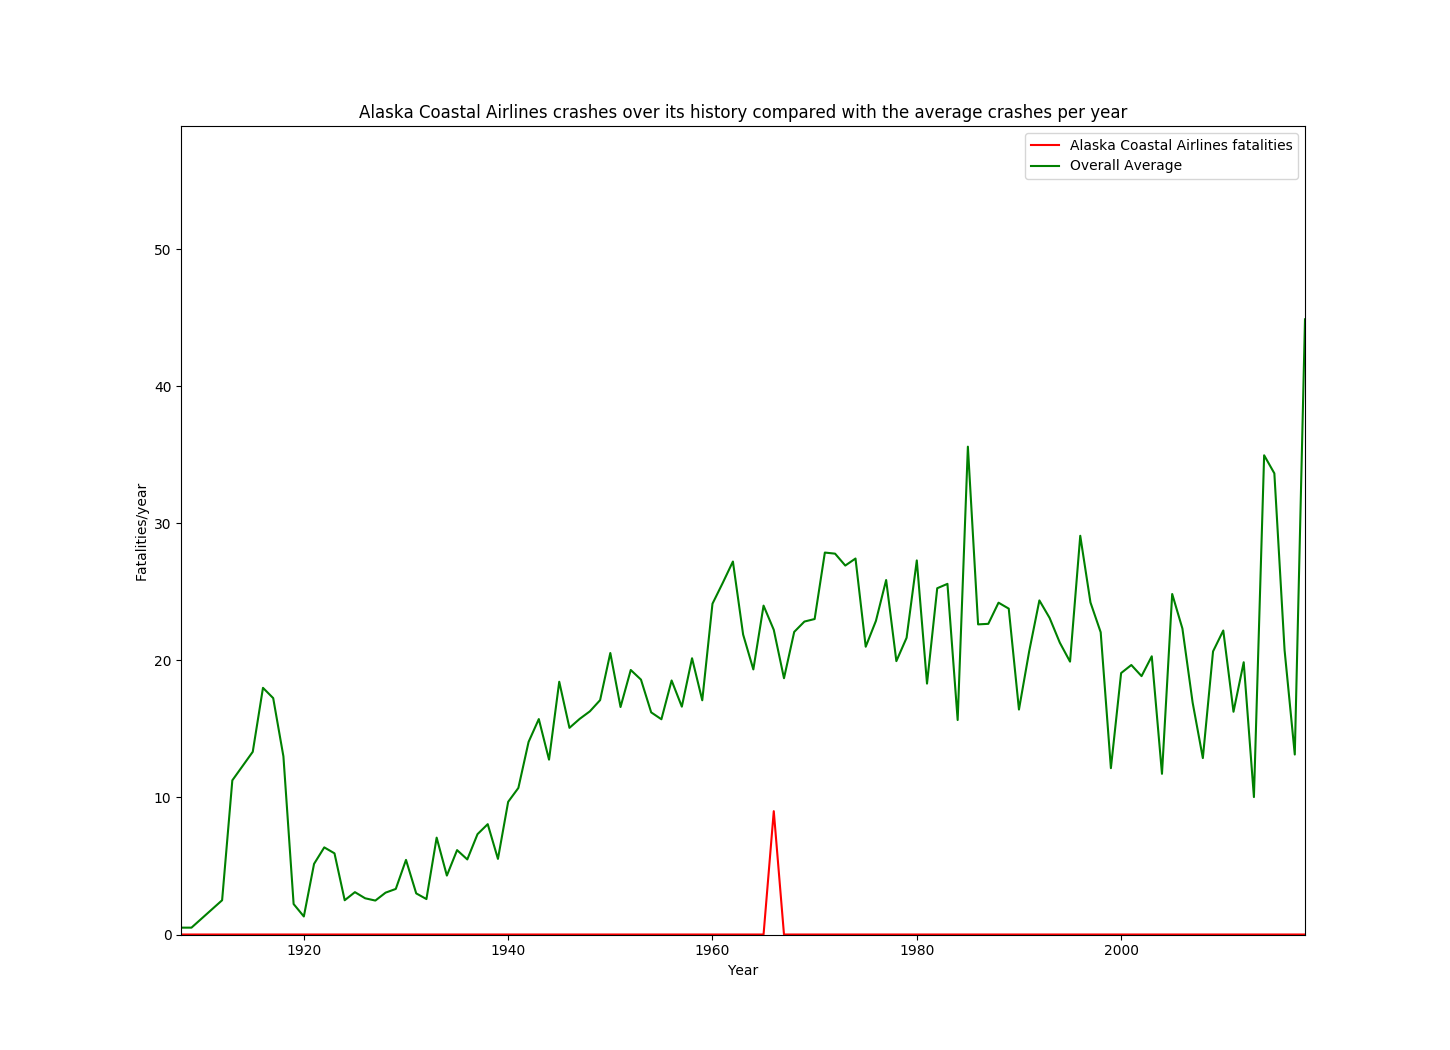 Alaska Coastal Airlines crashes over its history compared with the average crashes per year
Alaska Coastal Airlines fatalities
Overall Average
50
40
30
20
10
0
Fatalities/year
1920 1940 1960 1980 2000
Year